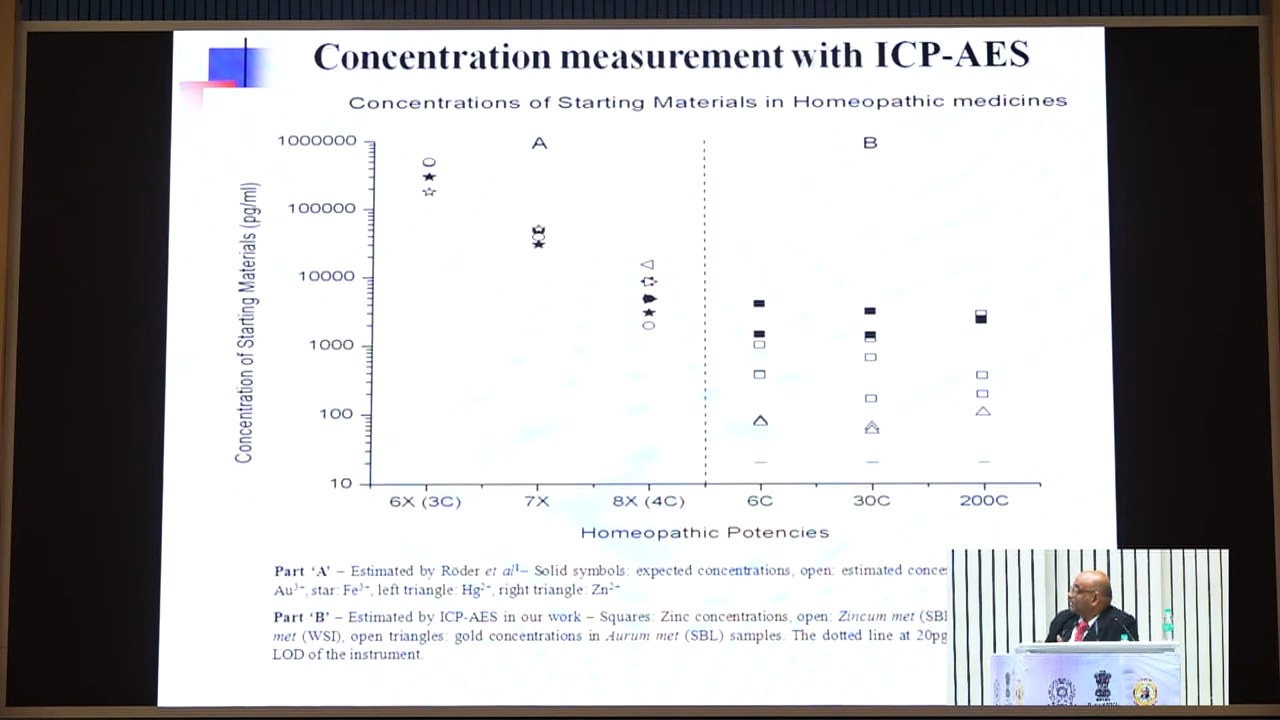 Concentration measurement with ICP-AES
Concentrations of Starting Materials in Homeopathic medicines
1000000
100000
10000
1000
100
10
Concentration of Starting Materials (pg/ml)
A
B
6X (3C)
7X
8X (4C)
6C
30C
200C
Homeopathic Potencies
Part ‘A’ – Estimated by Röder et al¹– Solid symbols: expected concentrations, open: estimated conce
Au³⁺, star: Fe³⁺, left triangle: Hg²⁺, right triangle: Zn²⁺
Part ‘B’ – Estimated by ICP-AES in our work – Squares: Zinc concentrations, open: Zincum met (SBL
met (WSI), open triangles: gold concentrations in Aurum met (SBL) samples. The dotted line at 20pg
LOD of the instrument.